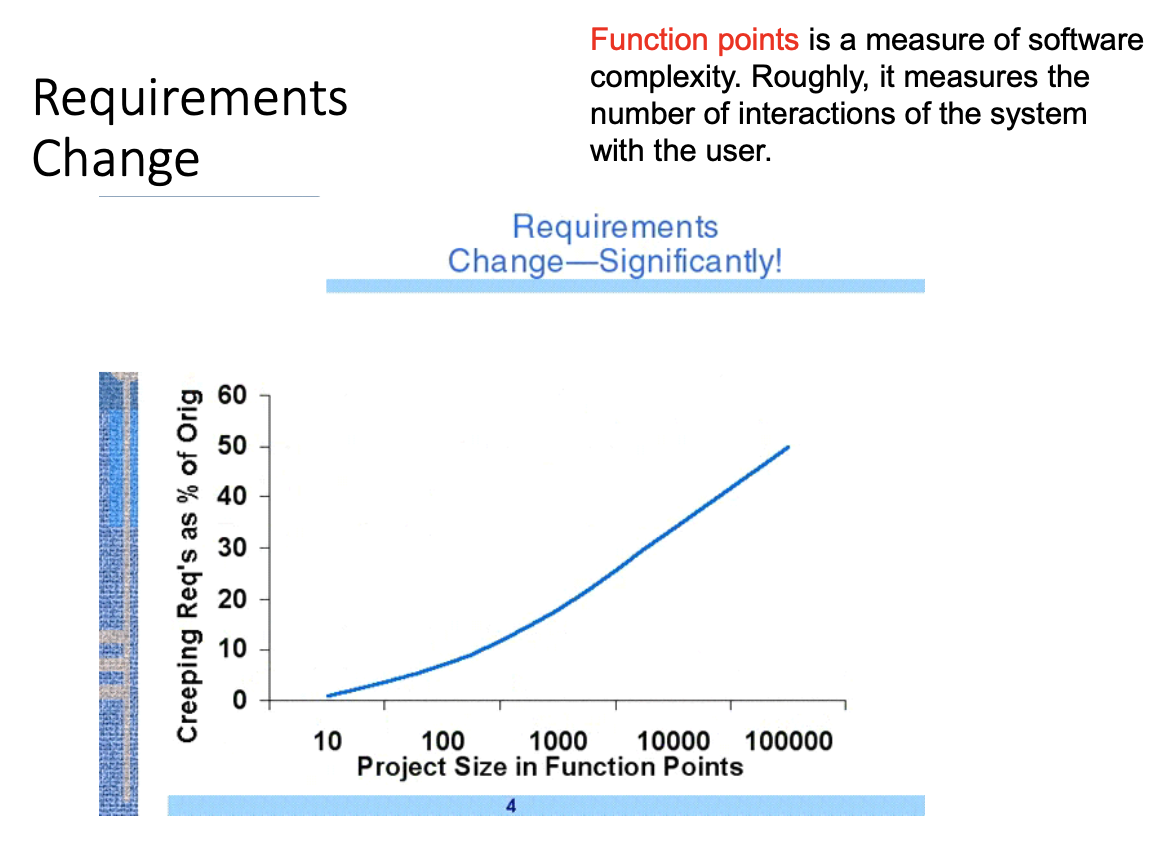 Requirements
Change
Function points is a measure of software
complexity. Roughly, it measures the
number of interactions of the system
with the user.
Requirements
Change—Significantly!
Creeping Req's as % of Orig
60
50
40
30
20
10
0
10 100 1000 10000 100000
Project Size in Function Points
4